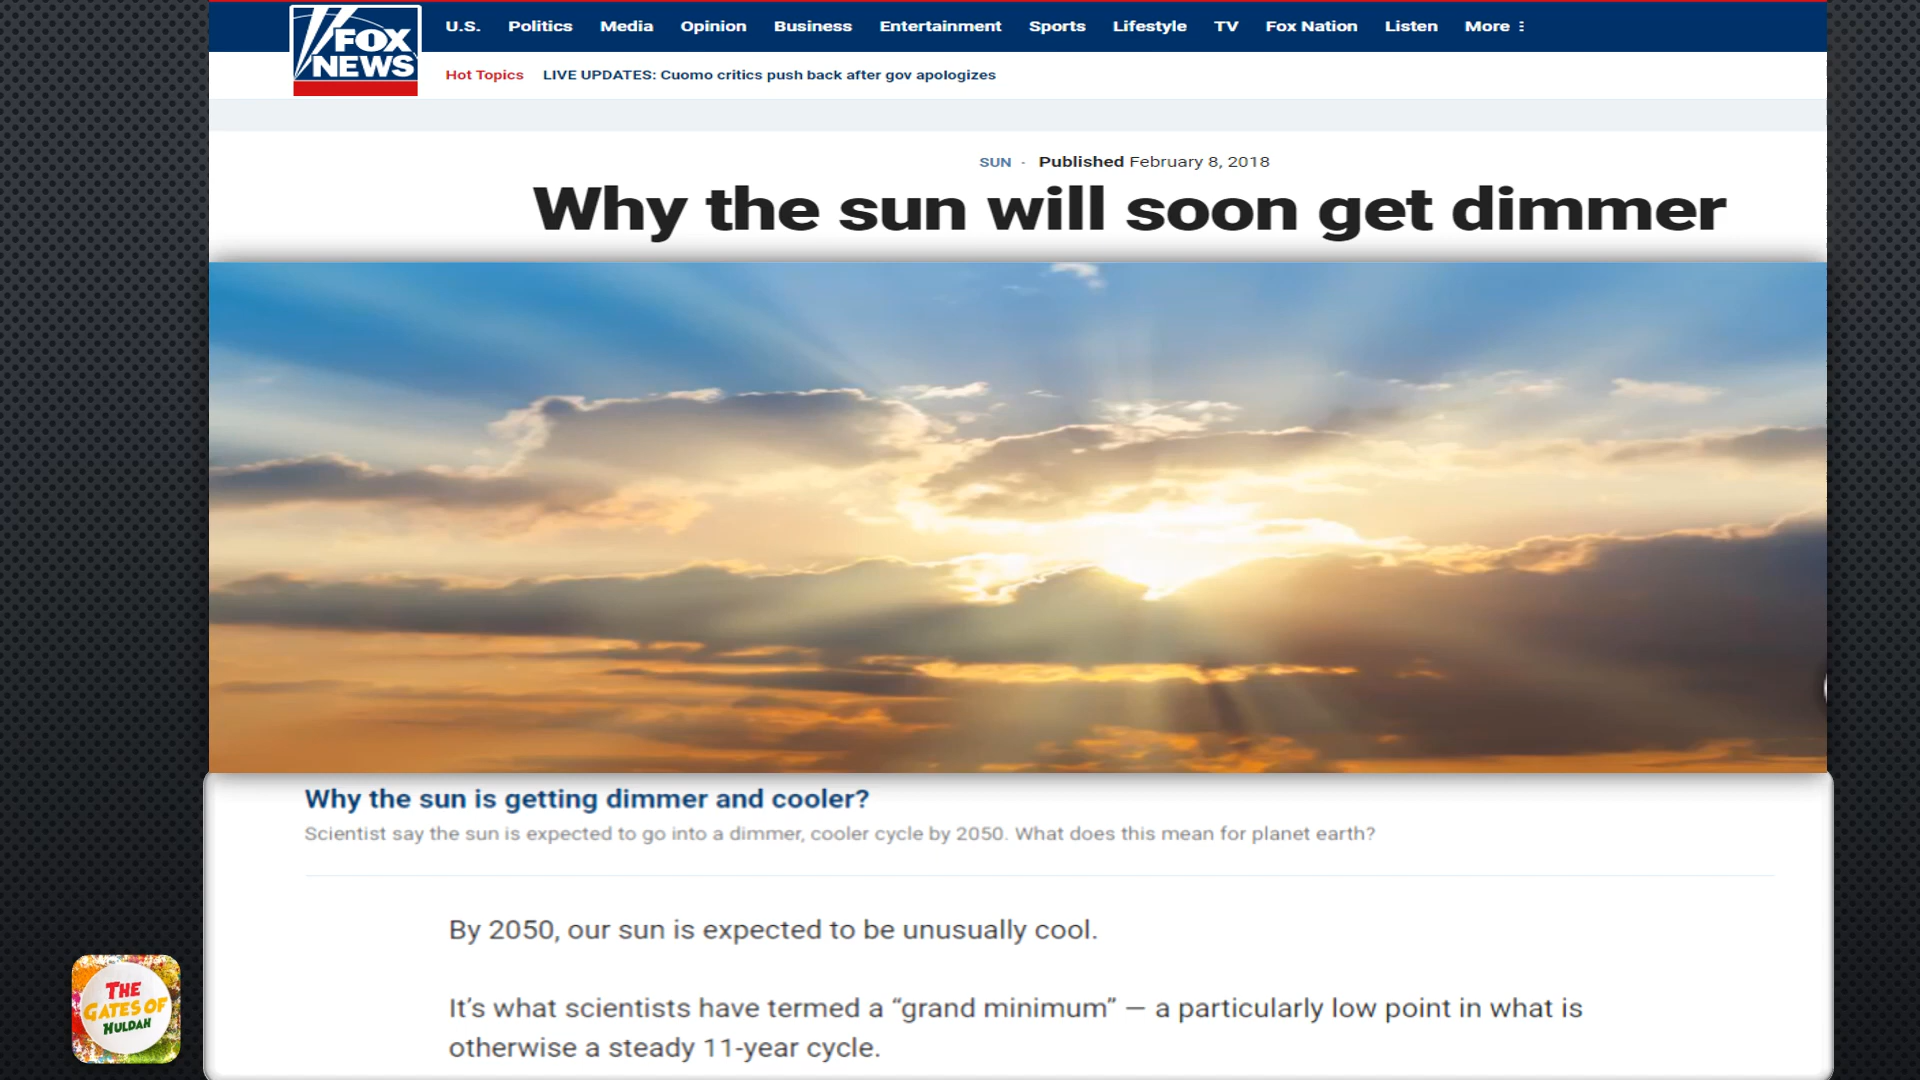 FOX
NEWS
U.S. Politics Media Opinion Business Entertainment Sports Lifestyle TV Fox Nation Listen More
Hot Topics LIVE UPDATES: Cuomo critics push back after gov apologizes
SUN · Published February 8, 2018
Why the sun will soon get dimmer
Why the sun is getting dimmer and cooler?
Scientist say the sun is expected to go into a dimmer, cooler cycle by 2050. What does this mean for planet earth?
By 2050, our sun is expected to be unusually cool.
It’s what scientists have termed a “grand minimum” — a particularly low point in what is
otherwise a steady 11-year cycle.
THE
GATES OF
HULDAH